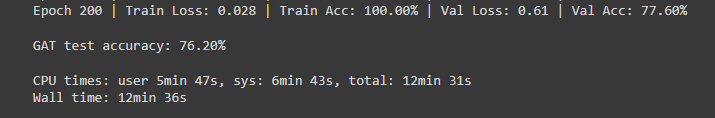 Epoch 200 | Train Loss: 0.028 | Train Acc: 100.00% | Val Loss: 0.61 | Val Acc: 77.60%
GAT test accuracy: 76.20%
CPU times: user 5min 47s, sys: 6min 43s, total: 12min 31s
Wall time: 12min 36s